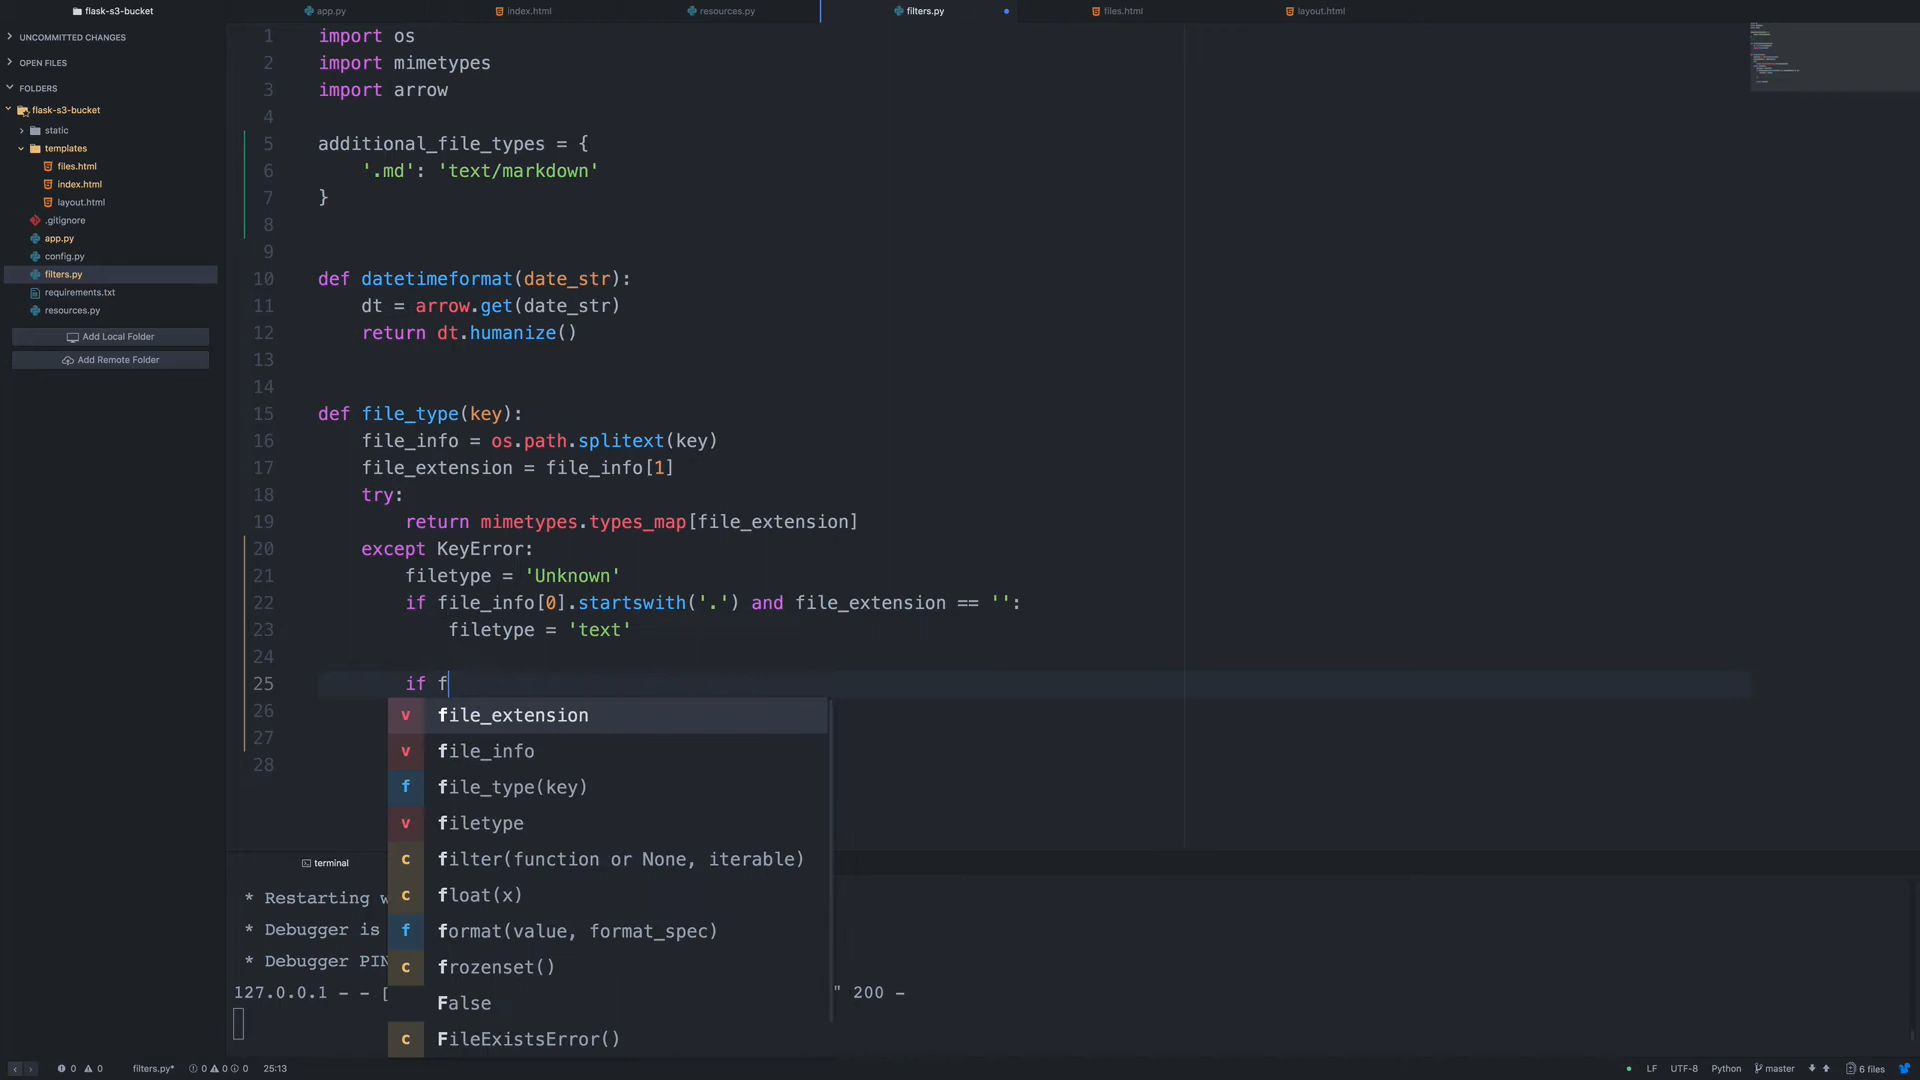 flask-s3-bucket
app.py
index.html
resources.py
filters.py
files.html
layout.html
UNCOMMITTED CHANGES
OPEN FILES
FOLDERS
flask-s3-bucket
static
templates
files.html
index.html
layout.html
.gitignore
app.py
config.py
filters.py
requirements.txt
resources.py
Add Local Folder
Add Remote Folder
1 import os
2 import mimetypes
3 import arrow
4
5 additional_file_types = {
6 '.md': 'text/markdown'
7 }
8
9
10 def datetimeformat(date_str):
11 dt = arrow.get(date_str)
12 return dt.humanize()
13
14
15 def file_type(key):
16 file_info = os.path.splitext(key)
17 file_extension = file_info[1]
18 try:
19 return mimetypes.types_map[file_extension]
20 except KeyError:
21 filetype = 'Unknown'
22 if file_info[0].startswith('.') and file_extension == '':
23 filetype = 'text'
24
25 if f
26
27
28
v file_extension
v file_info
f file_type(key)
v filetype
c filter(function or None, iterable)
c float(x)
f format(value, format_spec)
c frozenset()
False
c FileExistsError()
terminal
* Restarting w
* Debugger is
* Debugger PIN
127.0.0.1 - - [ " 200 -
0 0 filters.py* 0 0 0 25:13
LF UTF-8 Python master 6 files